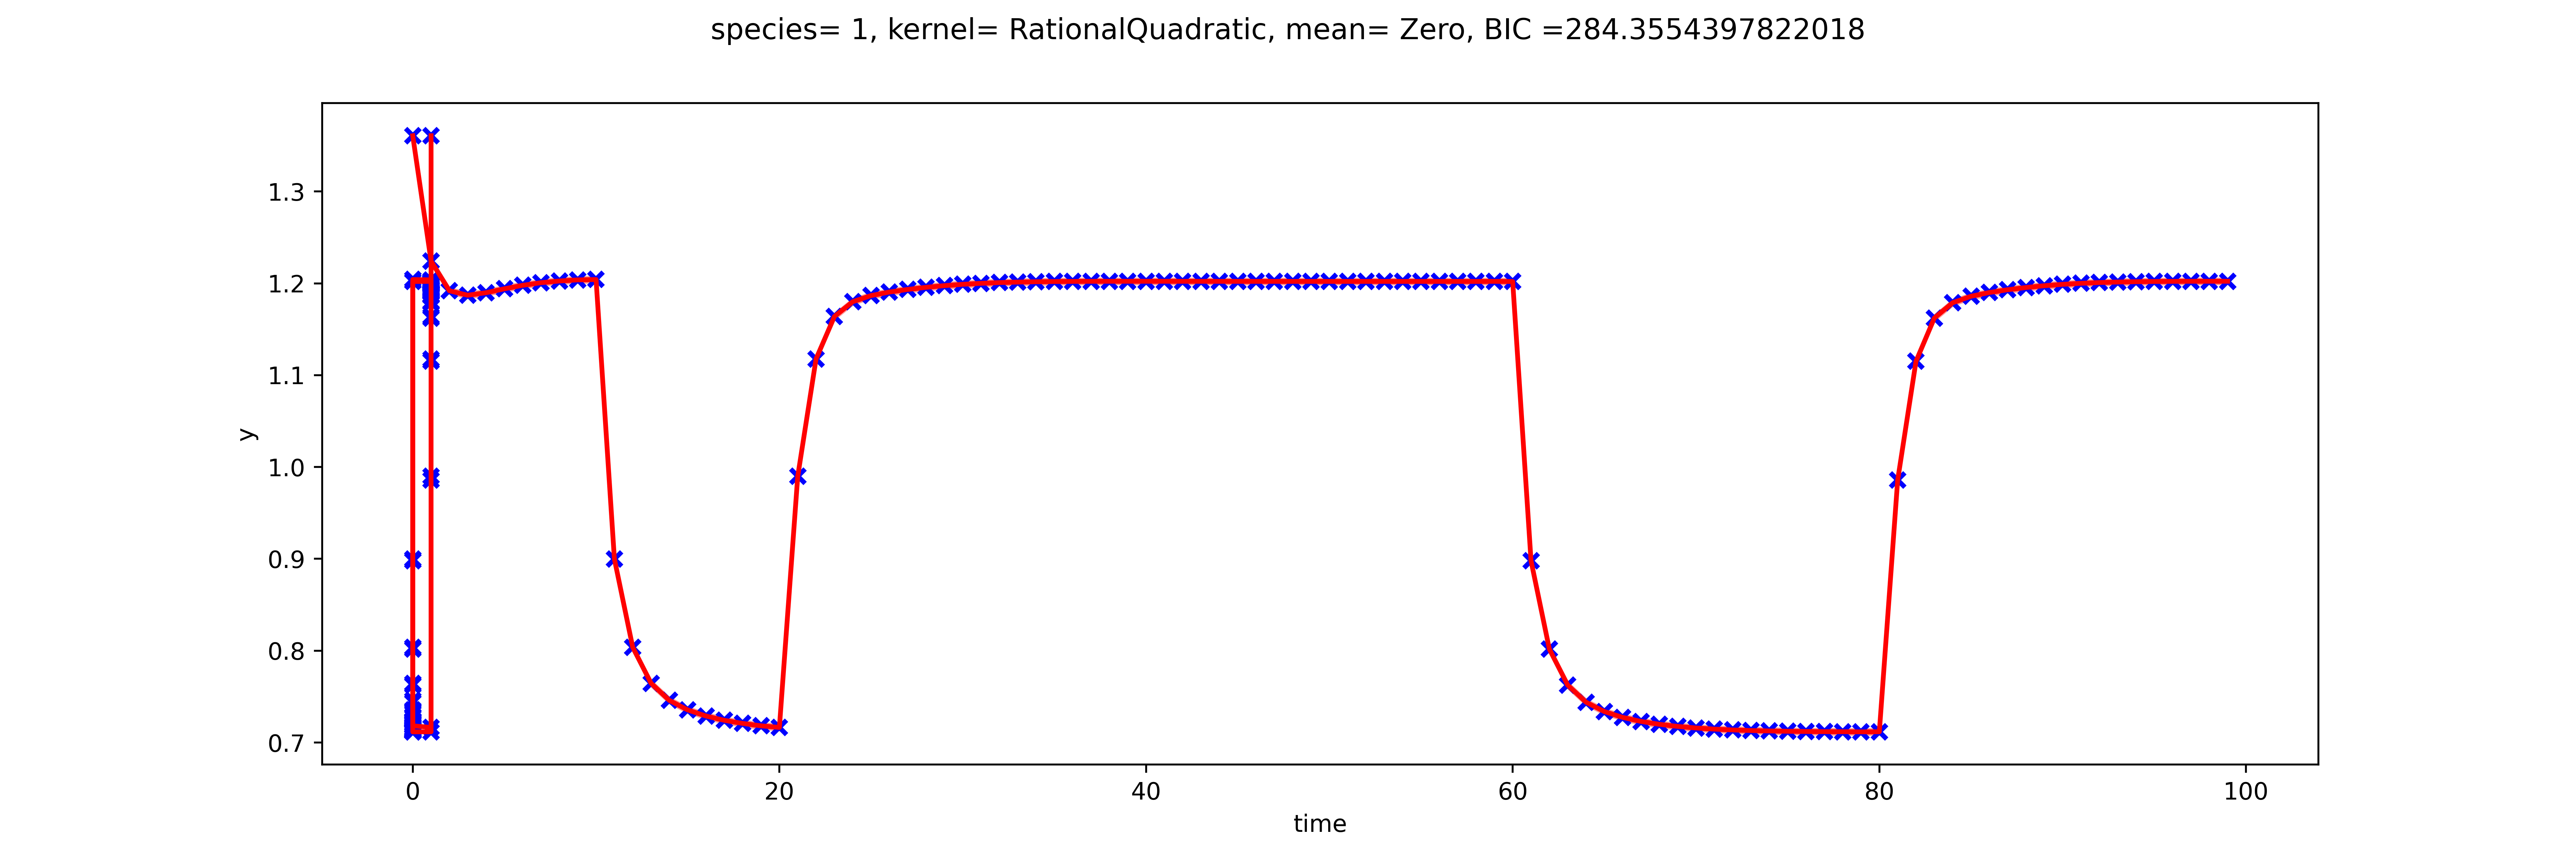 species= 1, kernel= RationalQuadratic, mean= Zero, BIC =284.3554397822018
1.3
1.2
1.1
1.0
0.9
0.8
0.7
y
0 20 40 60 80 100
time